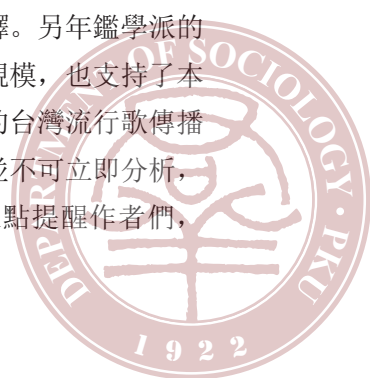 擇。另年鑑學派的
規模，也支持了本
的台灣流行歌傳播
並不可立即分析，
點提醒作者們，
DEPARTMENT OF SOCIOLOGY · PKU
1922